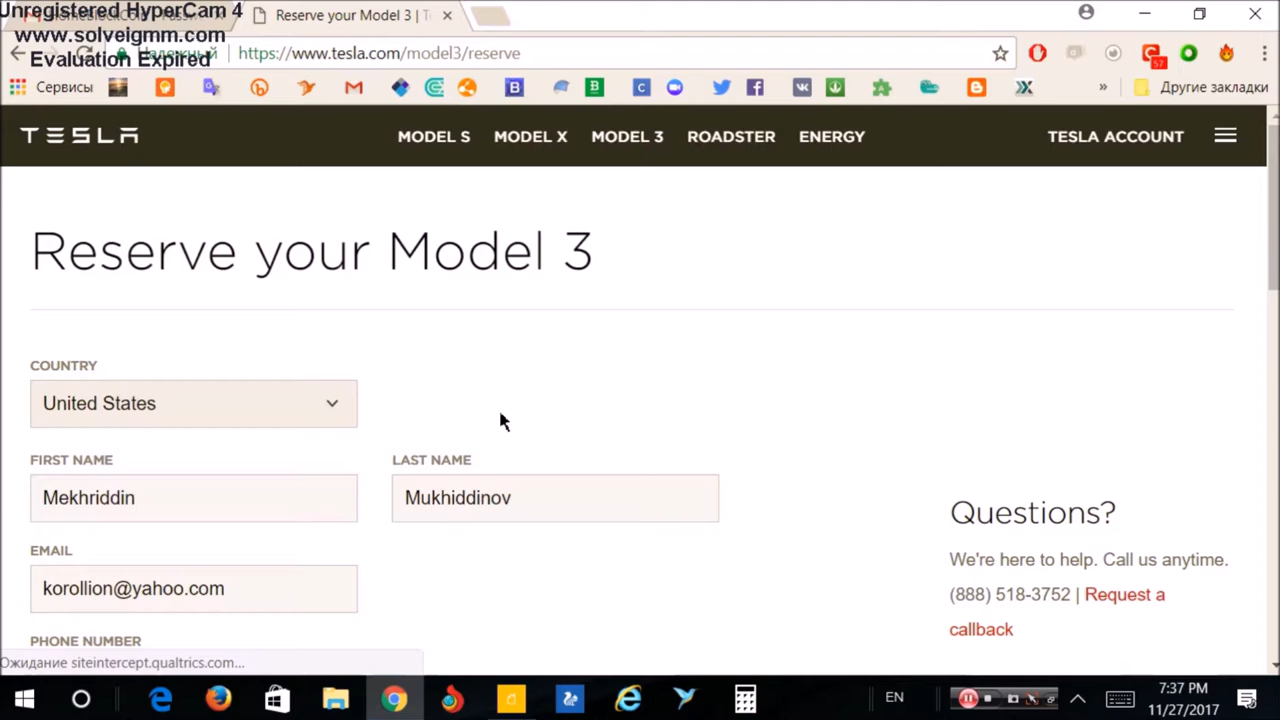 Unregistered HyperCam 4
www.solveigmm.com
Evaluation Expired
Reserve your Model 3 | T
Надежный
https://www.tesla.com/model3/reserve
57
Сервисы
Другие закладки
TESLA
MODEL S
MODEL X
MODEL 3
ROADSTER
ENERGY
TESLA ACCOUNT
Reserve your Model 3
COUNTRY
United States
FIRST NAME
LAST NAME
Mekhriddin
Mukhiddinov
EMAIL
korollion@yahoo.com
PHONE NUMBER
Questions?
We're here to help. Call us anytime.
(888) 518-3752 | Request a
callback
Ожидание siteintercept.qualtrics.com...
EN
7:37 PM
11/27/2017